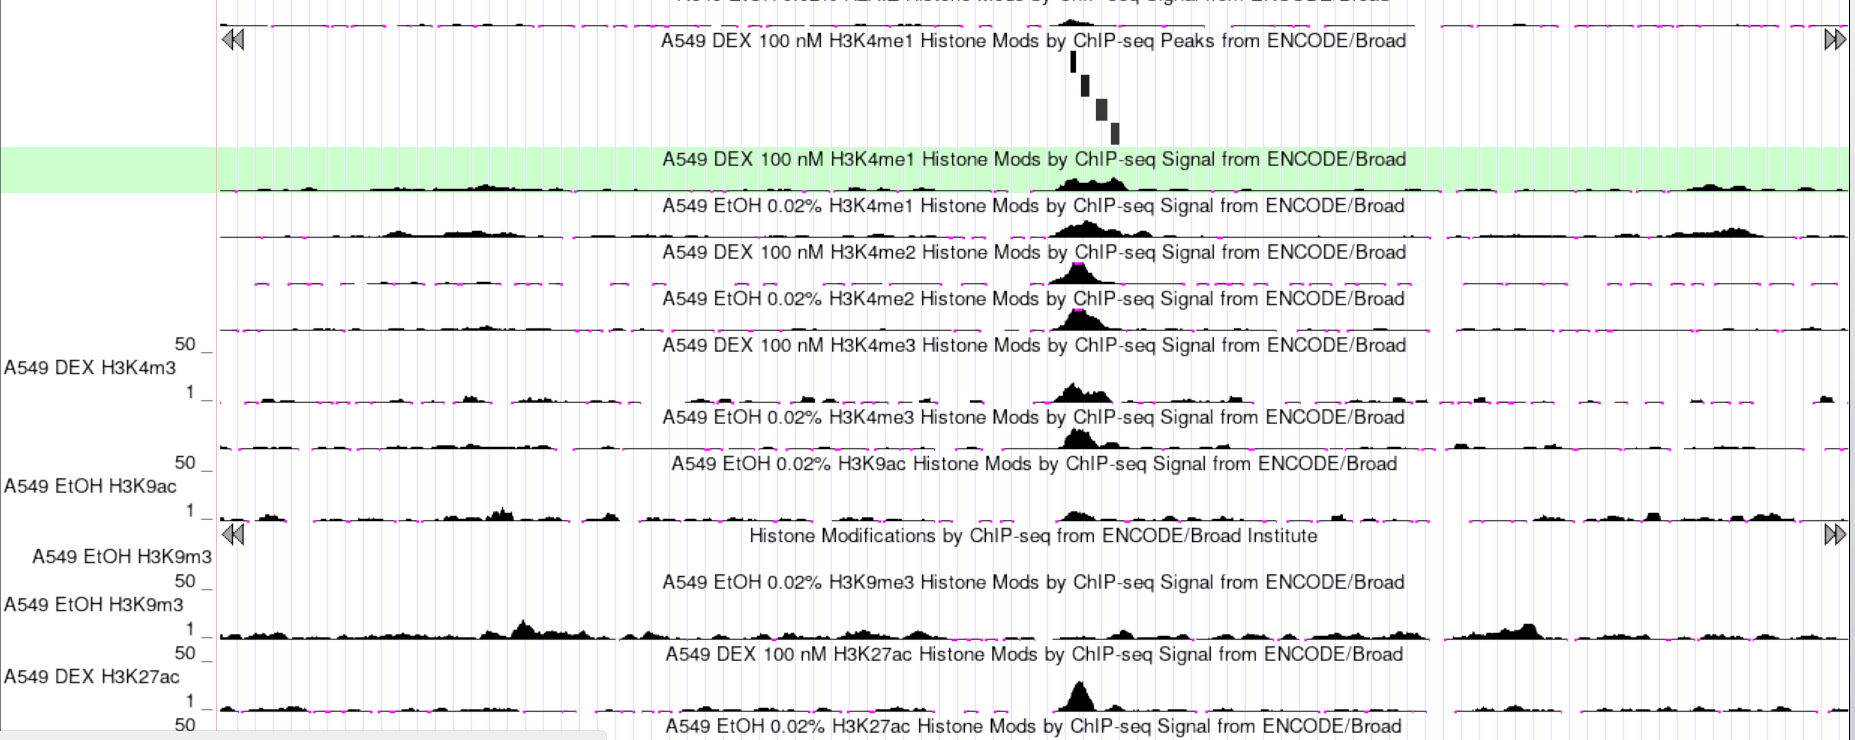 A549 DEX 100 nM H3K4me1 Histone Mods by ChIP-seq Peaks from ENCODE/Broad
A549 DEX 100 nM H3K4me1 Histone Mods by ChIP-seq Signal from ENCODE/Broad
A549 EtOH 0.02% H3K4me1 Histone Mods by ChIP-seq Signal from ENCODE/Broad
A549 DEX 100 nM H3K4me2 Histone Mods by ChIP-seq Signal from ENCODE/Broad
A549 EtOH 0.02% H3K4me2 Histone Mods by ChIP-seq Signal from ENCODE/Broad
A549 DEX 100 nM H3K4me3 Histone Mods by ChIP-seq Signal from ENCODE/Broad
50 _
A549 DEX H3K4m3
1 _
A549 EtOH 0.02% H3K4me3 Histone Mods by ChIP-seq Signal from ENCODE/Broad
A549 EtOH 0.02% H3K9ac Histone Mods by ChIP-seq Signal from ENCODE/Broad
50 _
A549 EtOH H3K9ac
1 _
Histone Modifications by ChIP-seq from ENCODE/Broad Institute
A549 EtOH H3K9m3
A549 EtOH 0.02% H3K9me3 Histone Mods by ChIP-seq Signal from ENCODE/Broad
50 _
A549 EtOH H3K9m3
1 _
A549 DEX 100 nM H3K27ac Histone Mods by ChIP-seq Signal from ENCODE/Broad
50 _
A549 DEX H3K27ac
1 _
A549 EtOH 0.02% H3K27ac Histone Mods by ChIP-seq Signal from ENCODE/Broad
50